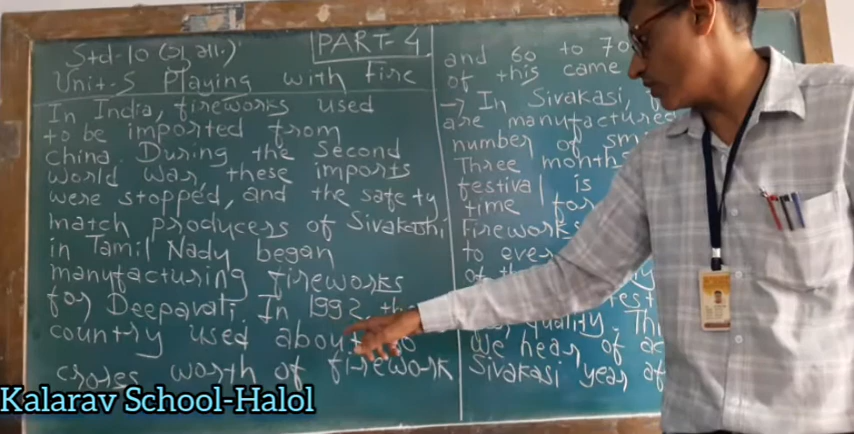 Std-10 (
PART-4
Unit-5 Playing with Fire
In India, fireworks used
to be imported from
China. During the Second
World War, these imports
were stopped, and the safety
match producers of Sivakashi
in Tamil Nadu began
manufacturing fireworks
for Deepavali. In 1992, the
country used about
crores worth of firework
and 60 to 70
of this came
→ In Sivakasi,
are manufactured
number of
Three months
festival is
time for
Fireworks
to ever
of
quality. Thi
We hear of
Sivakasi year af
Kalarav School-Halol